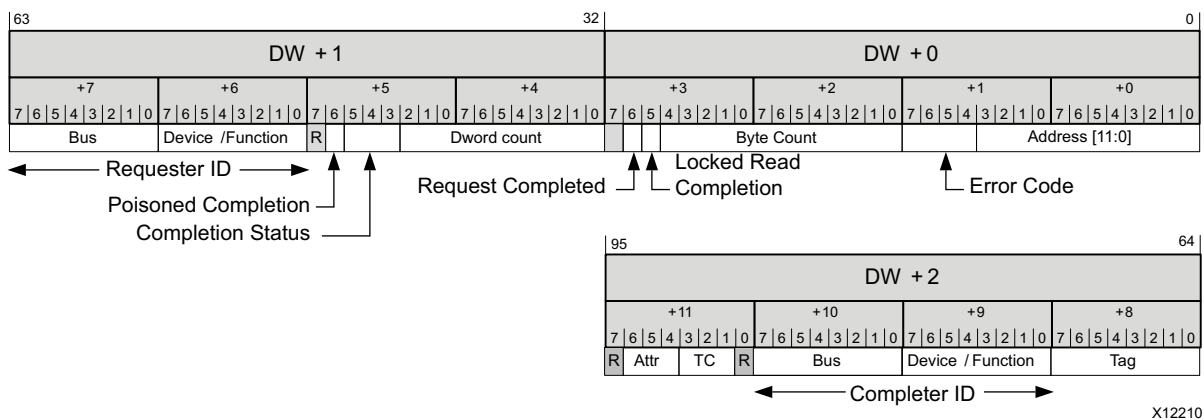 63 32 0
DW + 1 DW + 0
+7 +6 +5 +4 +3 +2 +1 +0
7 6 5 4 3 2 1 0 7 6 5 4 3 2 1 0 7 6 5 4 3 2 1 0 7 6 5 4 3 2 1 0 7 6 5 4 3 2 1 0 7 6 5 4 3 2 1 0 7 6 5 4 3 2 1 0 7 6 5 4 3 2 1 0
Bus Device /Function R Dword count Byte Count Address [11:0]
Requester ID
Poisoned Completion
Completion Status
Request Completed
Locked Read
Completion
Error Code
95 64
DW + 2
+11 +10 +9 +8
7 6 5 4 3 2 1 0 7 6 5 4 3 2 1 0 7 6 5 4 3 2 1 0 7 6 5 4 3 2 1 0
R Attr TC R Bus Device / Function Tag
Completer ID
X12210